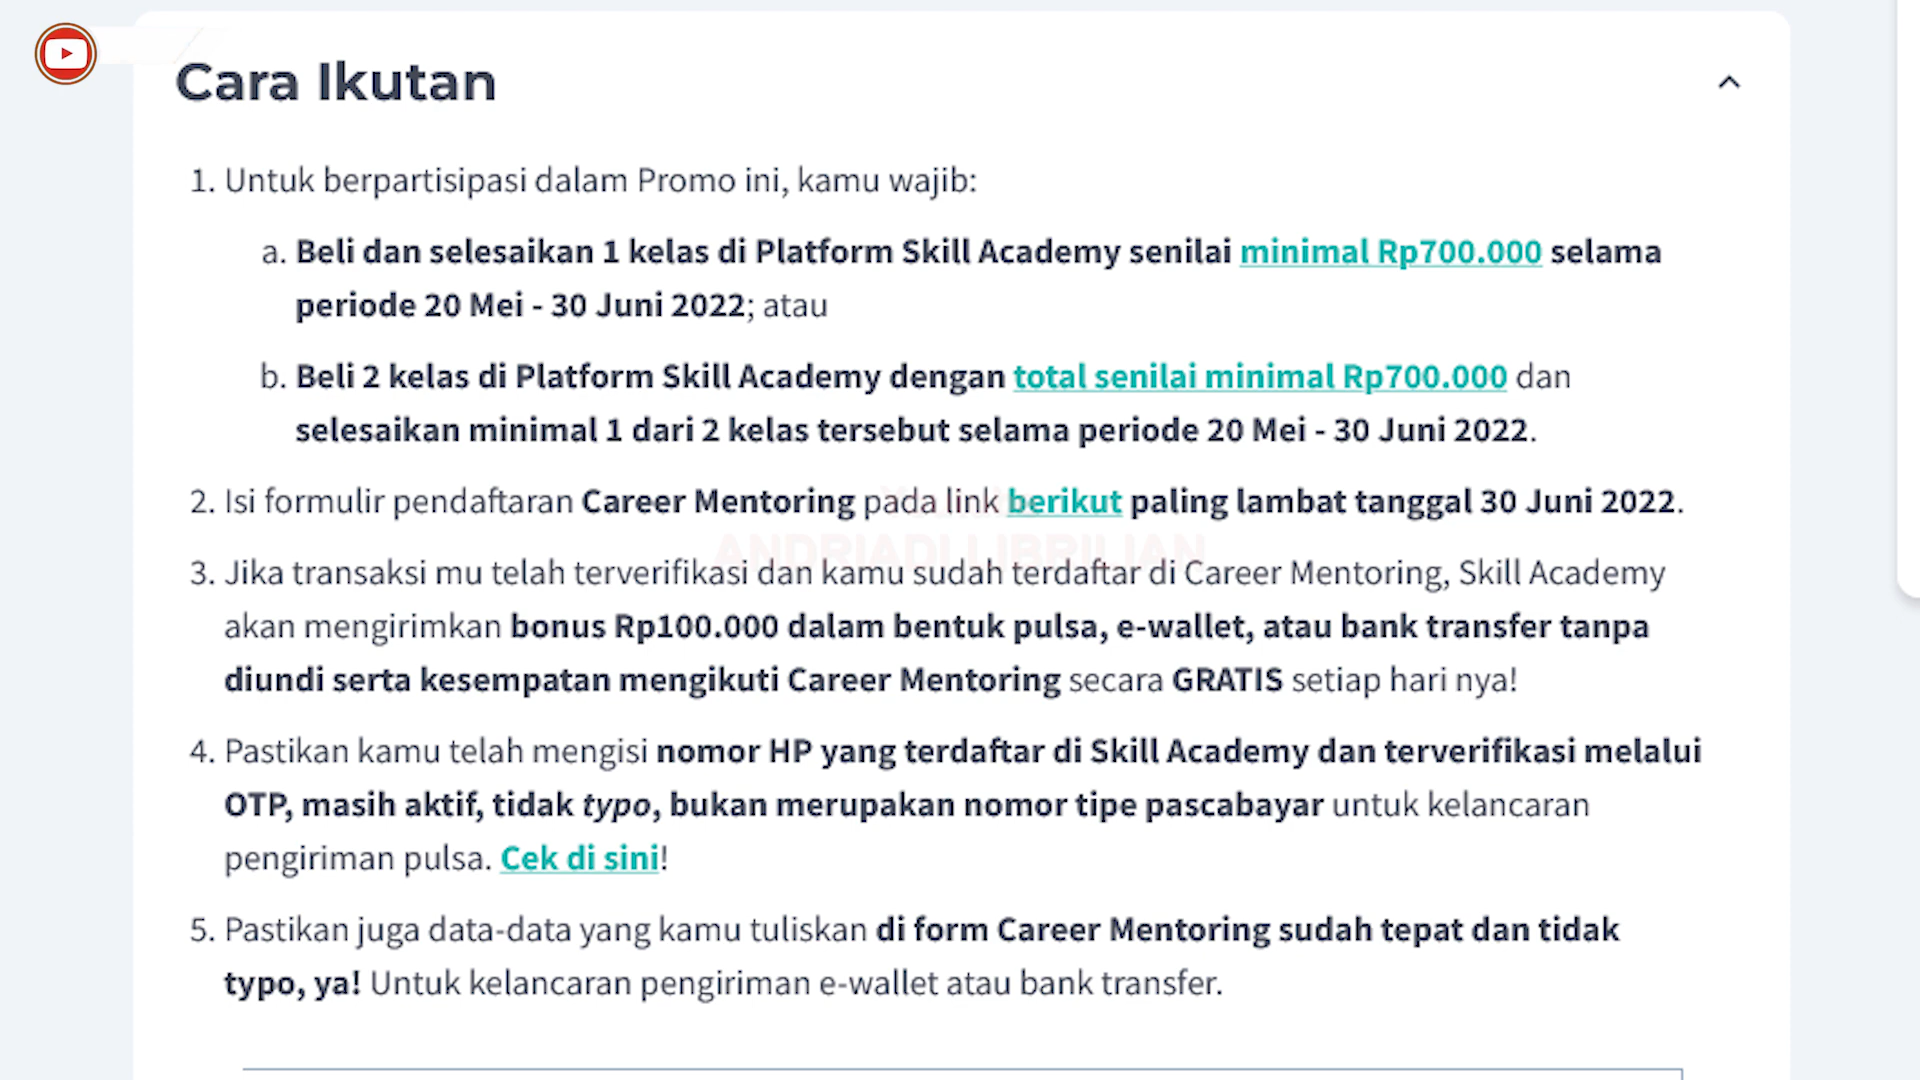 Cara Ikutan
1. Untuk berpartisipasi dalam Promo ini, kamu wajib:
a. Beli dan selesaikan 1 kelas di Platform Skill Academy senilai minimal Rp700.000 selama
periode 20 Mei - 30 Juni 2022; atau
b. Beli 2 kelas di Platform Skill Academy dengan total senilai minimal Rp700.000 dan
selesaikan minimal 1 dari 2 kelas tersebut selama periode 20 Mei - 30 Juni 2022.
2. Isi formulir pendaftaran Career Mentoring pada link berikut paling lambat tanggal 30 Juni 2022.
ANDRIADI LIBRILIAN
3. Jika transaksi mu telah terverifikasi dan kamu sudah terdaftar di Career Mentoring, Skill Academy
akan mengirimkan bonus Rp100.000 dalam bentuk pulsa, e-wallet, atau bank transfer tanpa
diundi serta kesempatan mengikuti Career Mentoring secara GRATIS setiap hari nya!
4. Pastikan kamu telah mengisi nomor HP yang terdaftar di Skill Academy dan terverifikasi melalui
OTP, masih aktif, tidak typo, bukan merupakan nomor tipe pascabayar untuk kelancaran
pengiriman pulsa. Cek di sini!
5. Pastikan juga data-data yang kamu tuliskan di form Career Mentoring sudah tepat dan tidak
typo, ya! Untuk kelancaran pengiriman e-wallet atau bank transfer.